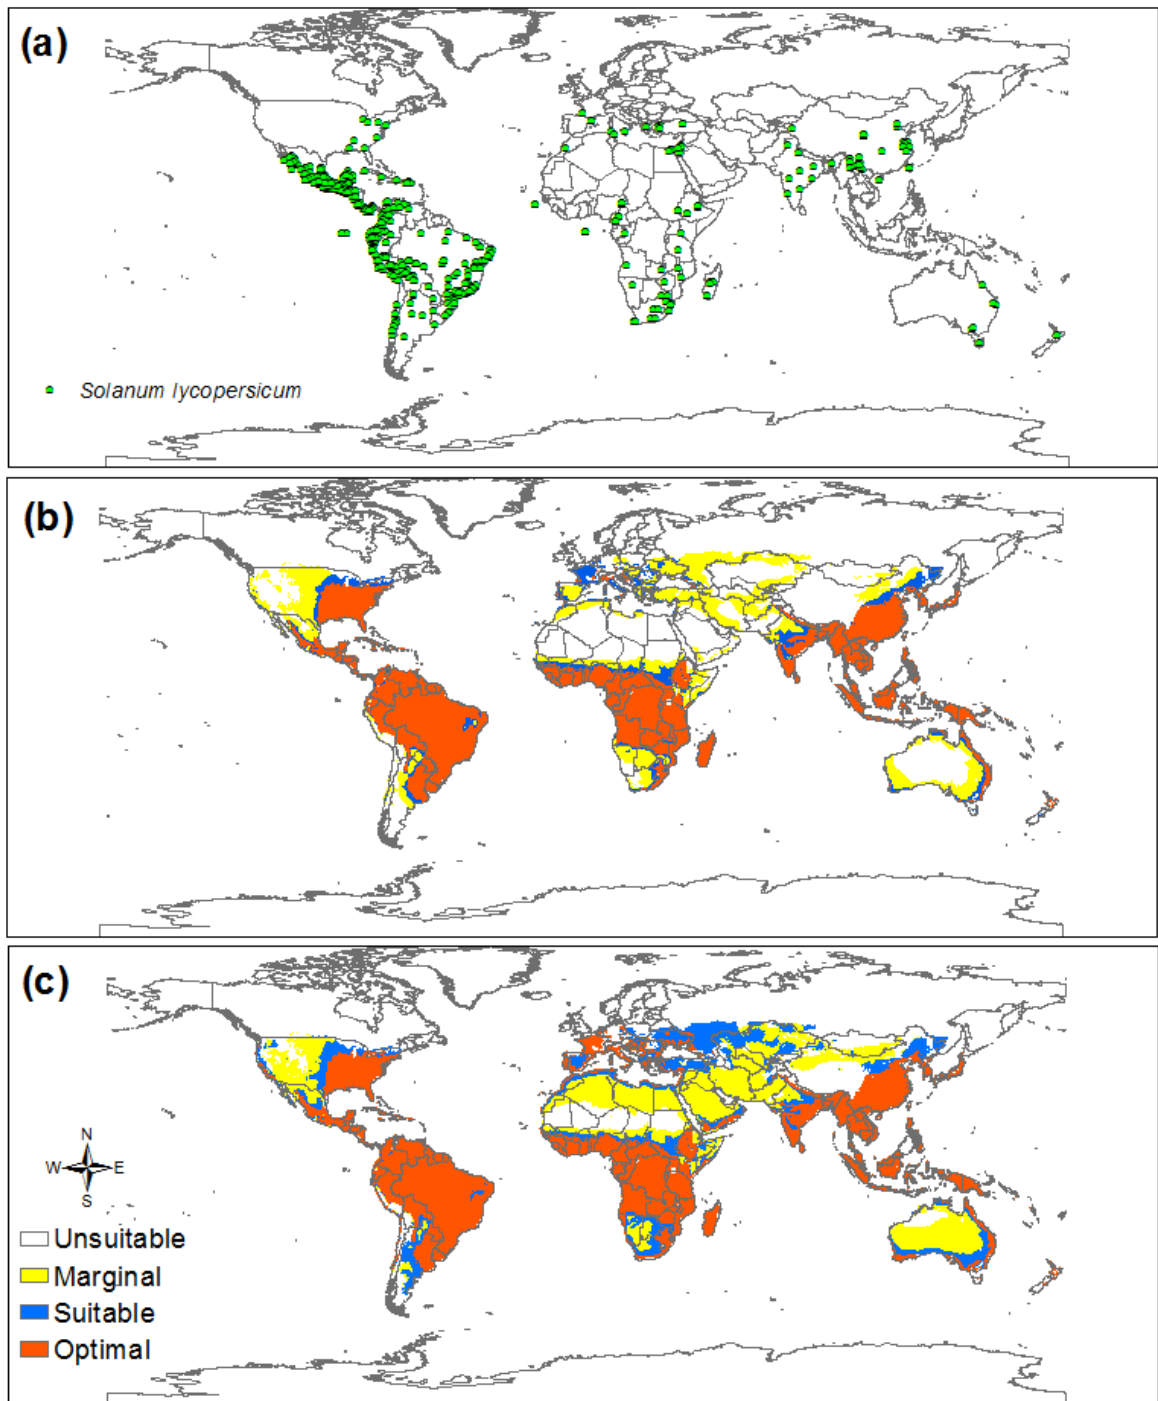 (a)
Solanum lycopersicum
(b)
(c)
N
W E
S
Unsuitable
Marginal
Suitable
Optimal